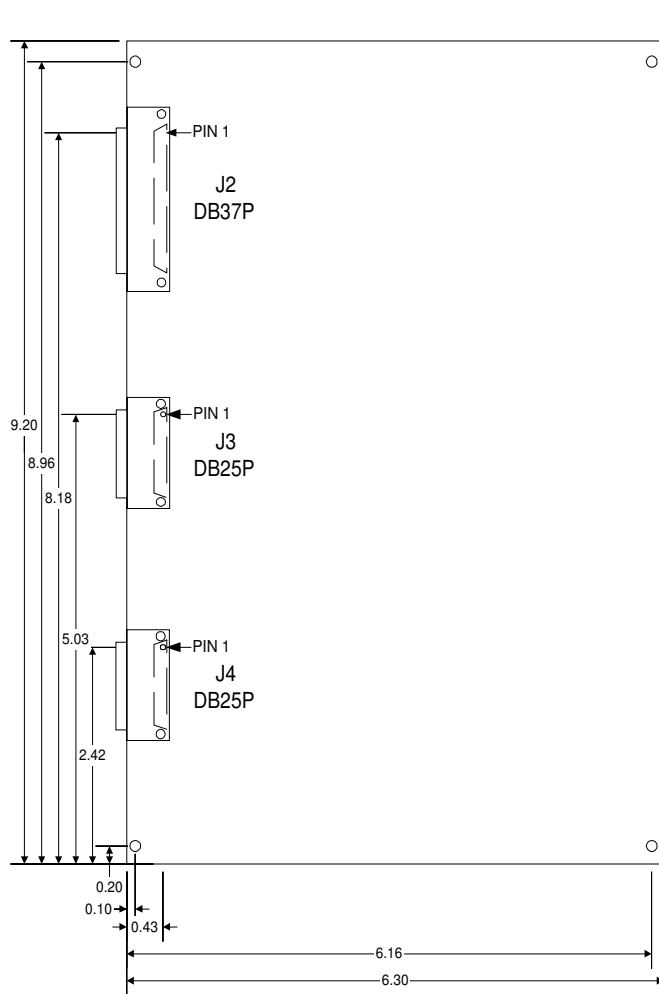 PIN 1
J2
DB37P
PIN 1
J3
DB25P
9.20
8.96
8.18
5.03
PIN 1
J4
DB25P
2.42
0.20
0.10
0.43
6.16
6.30